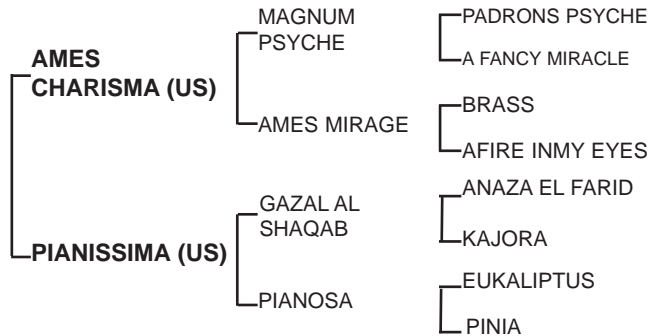 MAGNUM
PSYCHE
PADRONS PSYCHE
A FANCY MIRACLE
AMES
CHARISMA (US)
AMES MIRAGE
BRASS
AFIRE INMY EYES
GAZAL AL
SHAQAB
ANAZA EL FARID
KAJORA
PIANISSIMA (US)
PIANOSA
EUKALIPTUS
PINIA